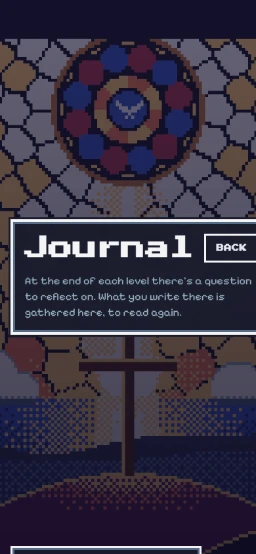 Journal
BACK
At the end of each level there's a question
to reflect on. What you write there is
gathered here, to read again.